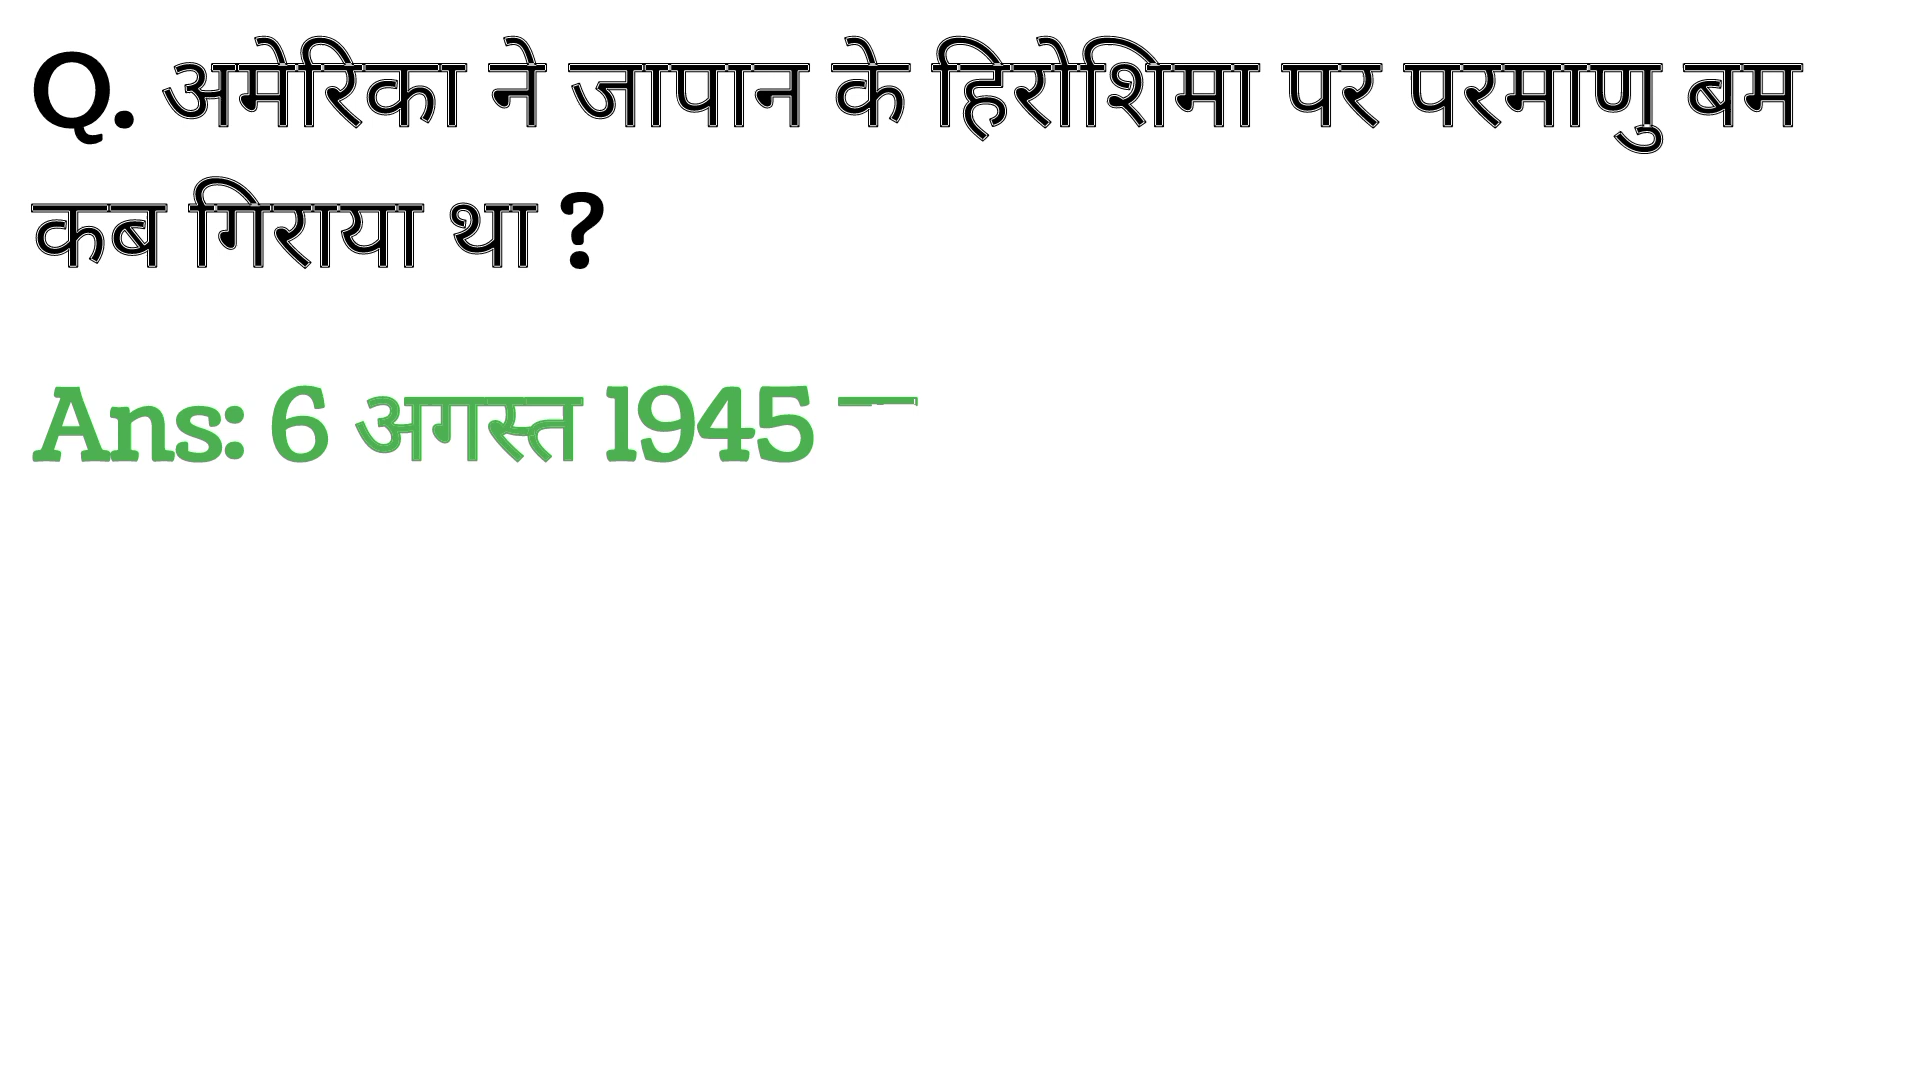 Q. अमेरिका ने जापान के हिरोशिमा पर परमाणु बम
कब गिराया था ?
Ans: 6 अगस्त 1945